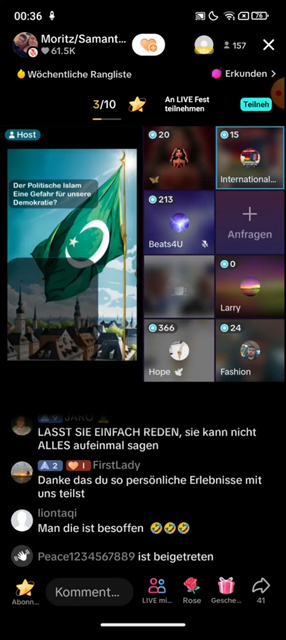 00:36
76
Moritz/Samant...
61.5K
157
Wöchentliche Rangliste
Erkunden >
3/10
An LIVE Fest
teilnehmen
Teilneh
Host
Der Politische Islam
Eine Gefahr für unsere
Demokratie?
20
15
International...
213
Beats4U
+
Anfragen
0
Larry
366
Hope
24
Fashion
LASST SIE EINFACH REDEN, sie kann nicht
ALLES aufeinmal sagen
2 1 FirstLady
Danke das du so persönliche Erlebnisse mit
uns teilst
liontaqi
Man die ist besoffen 🤣🤣🤣
Peace1234567889 ist beigetreten
Abonn...
Komment...
LIVE mi...
Rose
Gesche...
41